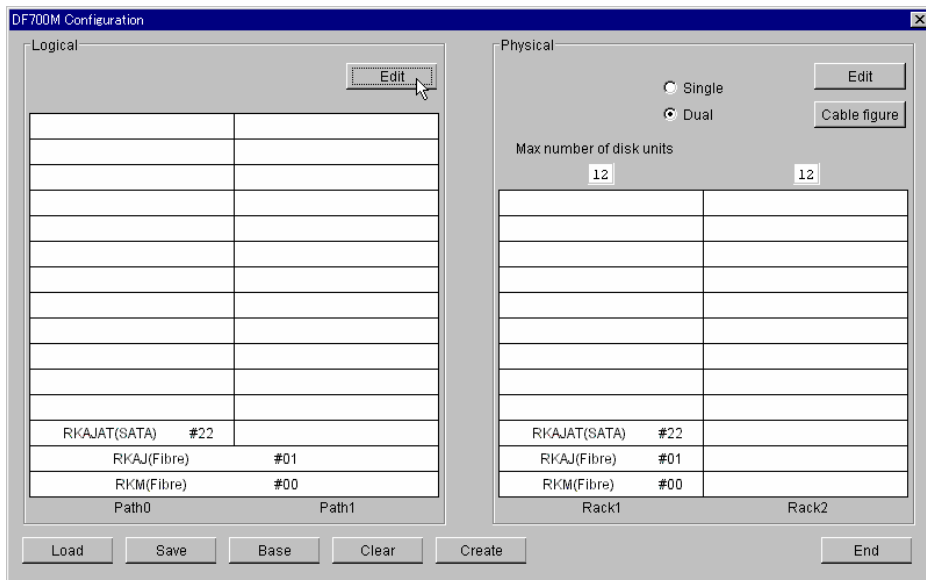 DF700M Configuration
Logical
Edit
RKAJAT(SATA) #22
RKAJ(Fibre) #01
RKM(Fibre) #00
Path0 Path1
Physical
Edit
Single
Dual
Cable figure
Max number of disk units
12 12
RKAJAT(SATA) #22
RKAJ(Fibre) #01
RKM(Fibre) #00
Rack1 Rack2
Load Save Base Clear Create End